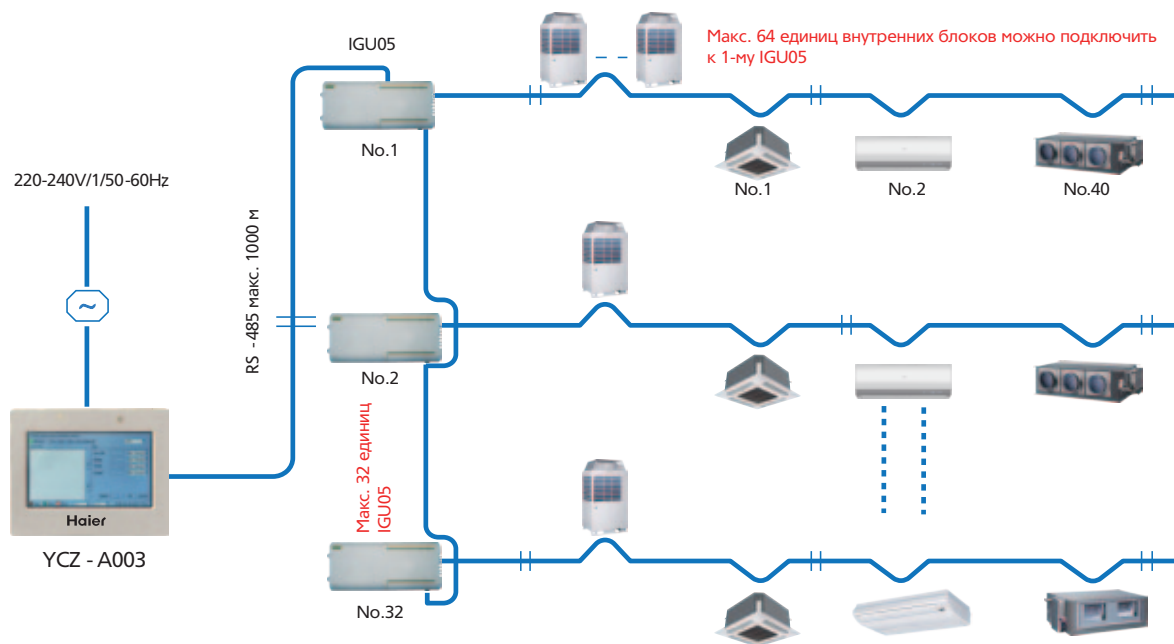 IGU05
Макс. 64 единиц внутренних блоков можно подключить
к 1-му IGU05
No.1
220-240V/1/50-60Hz
No.1
No.2
No.40
RS - 485 макс. 1000 м
No.2
Макс. 32 единиц
IGU05
Haier
YCZ - A003
No.32